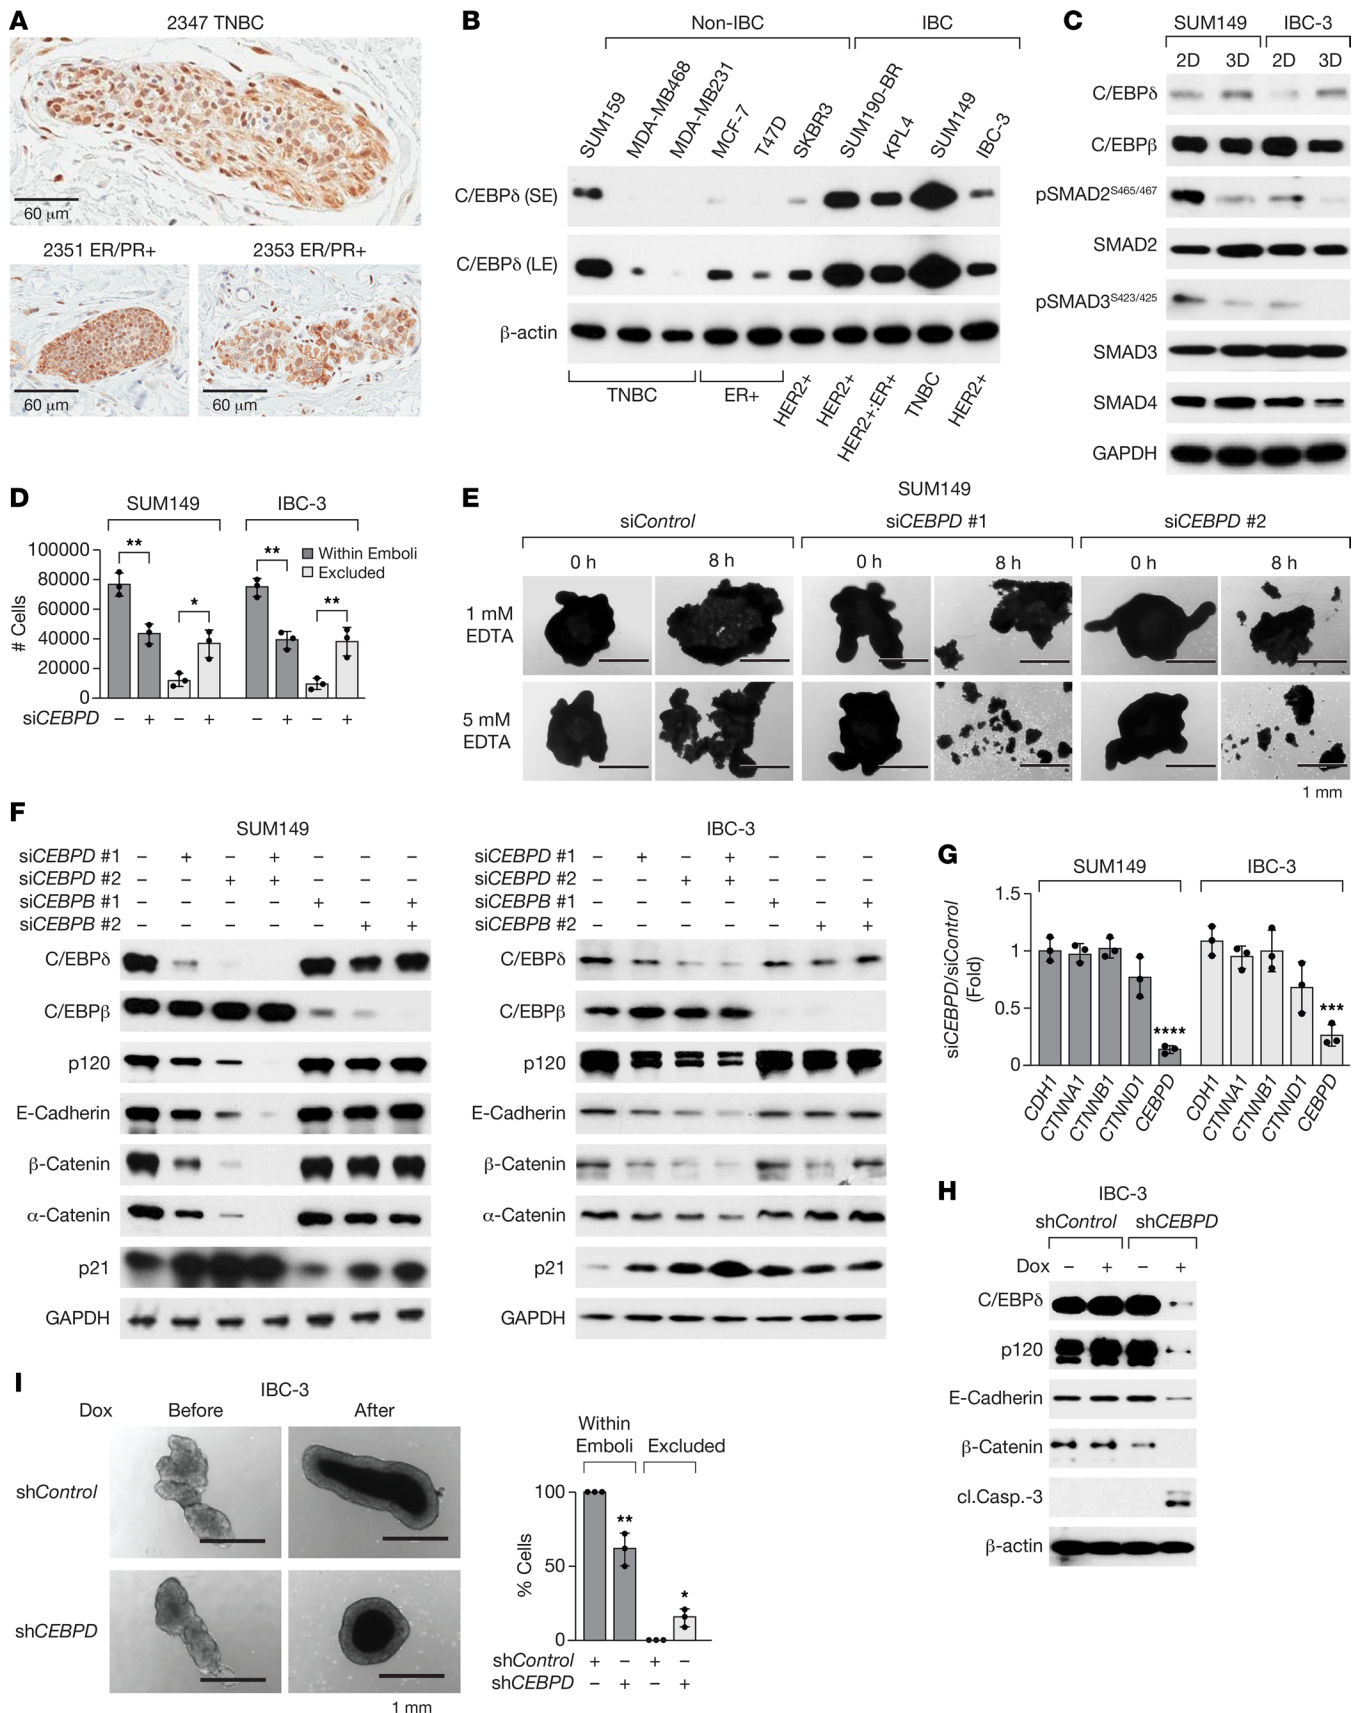 A
2347 TNBC
60 μm
2351 ER/PR+
2353 ER/PR+
60 μm
60 μm
B
Non-IBC
IBC
SUM159
MDA-MB468
MDA-MB231
MCF-7
T47D
SKBR3
SUM190-BR
KPL4
SUM149
IBC-3
C/EBPδ (SE)
C/EBPδ (LE)
β-actin
TNBC
ER+
HER2+
HER2+
HER2+:ER+
TNBC
HER2+
C
SUM149
IBC-3
2D 3D 2D 3D
C/EBPδ
C/EBPβ
pSMAD2S465/467
SMAD2
pSMAD3S423/425
SMAD3
SMAD4
GAPDH
D
SUM149
IBC-3
# Cells
100000
80000
60000
40000
20000
0
** * ** **
Within Emboli
Excluded
siCEBPD – + – + – + – +
E
SUM149
siControl
siCEBPD #1
siCEBPD #2
0 h 8 h 0 h 8 h 0 h 8 h
1 mM
EDTA
5 mM
EDTA
1 mm
F
SUM149
siCEBPD #1 – + – + – – –
siCEBPD #2 – – + + – – –
siCEBPB #1 – – – – + – +
siCEBPB #2 – – – – – + +
C/EBPδ
C/EBPβ
p120
E-Cadherin
β-Catenin
α-Catenin
p21
GAPDH
IBC-3
siCEBPD #1 – + – + – – –
siCEBPD #2 – – + + – – –
siCEBPB #1 – – – – + – +
siCEBPB #2 – – – – – + +
C/EBPδ
C/EBPβ
p120
E-Cadherin
β-Catenin
α-Catenin
p21
GAPDH
G
SUM149
IBC-3
siCEBPD/siControl
(Fold)
1.5
1
0.5
0
**** ***
CDH1
CTNNA1
CTNNB1
CTNND1
CEBPD
CDH1
CTNNA1
CTNNB1
CTNND1
CEBPD
H
IBC-3
shControl shCEBPD
Dox – + – +
C/EBPδ
p120
E-Cadherin
β-Catenin
cl.Casp.-3
β-actin
I
IBC-3
Dox Before After
shControl
shCEBPD
1 mm
Within
Emboli
Excluded
% Cells
100
50
0
** *
shControl + – + –
shCEBPD – + – +